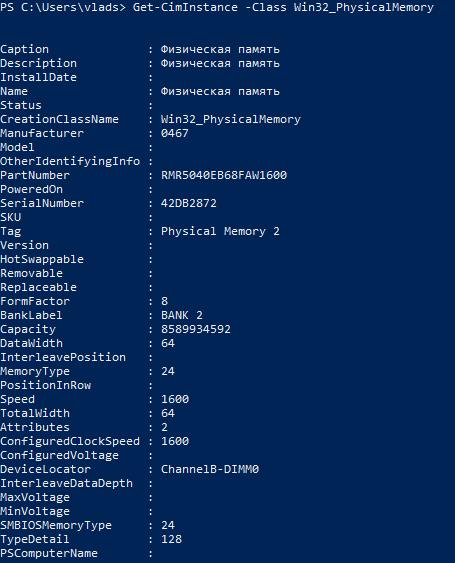 PS C:\Users\vlads> Get-CimInstance -Class Win32_PhysicalMemory
Caption : Физическая память
Description : Физическая память
InstallDate :
Name : Физическая память
Status :
CreationClassName : Win32_PhysicalMemory
Manufacturer : 0467
Model :
OtherIdentifyingInfo :
PartNumber : RMR5040EB68FAW1600
PoweredOn :
SerialNumber : 42DB2872
SKU :
Tag : Physical Memory 2
Version :
HotSwappable :
Removable :
Replaceable :
FormFactor : 8
BankLabel : BANK 2
Capacity : 8589934592
DataWidth : 64
InterleavePosition :
MemoryType : 24
PositionInRow :
Speed : 1600
TotalWidth : 64
Attributes : 2
ConfiguredClockSpeed : 1600
ConfiguredVoltage :
DeviceLocator : ChannelB-DIMM0
InterleaveDataDepth :
MaxVoltage :
MinVoltage :
SMBIOSMemoryType : 24
TypeDetail : 128
PSComputerName :